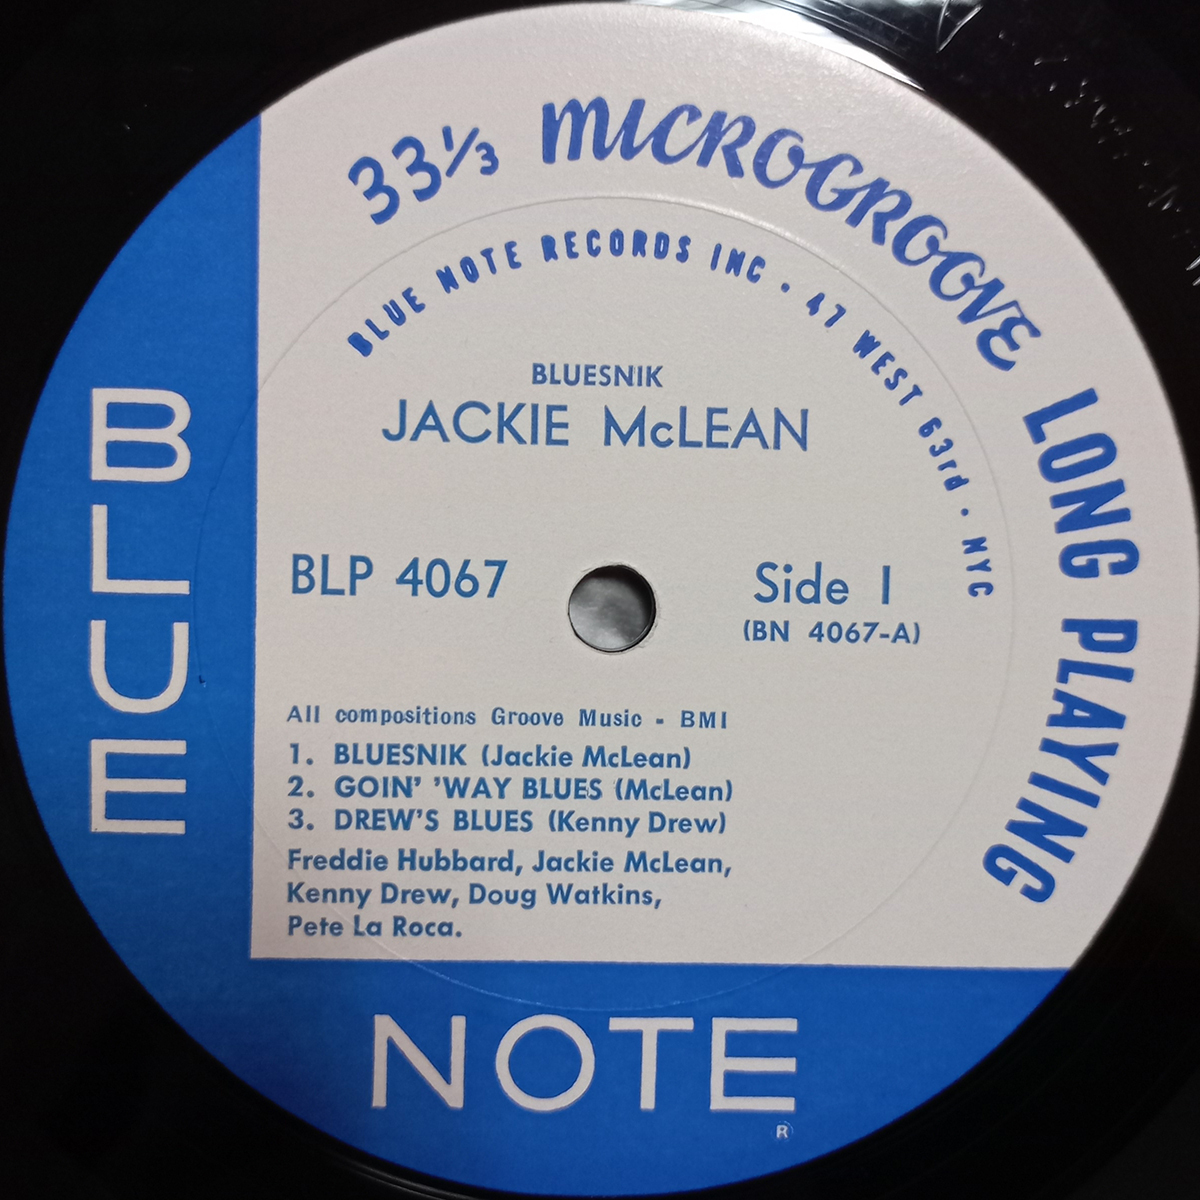 33⅓ MICROGROOVE LONG PLAYING
BLUE NOTE RECORDS INC · 47 WEST 63rd · NYC
BLUESNIK
JACKIE McLEAN
BLP 4067
Side 1
(BN 4067-A)
All compositions Groove Music - BMI
1. BLUESNIK (Jackie McLean)
2. GOIN' 'WAY BLUES (McLean)
3. DREW'S BLUES (Kenny Drew)
Freddie Hubbard, Jackie McLean,
Kenny Drew, Doug Watkins,
Pete La Roca.
BLUE
NOTE
®